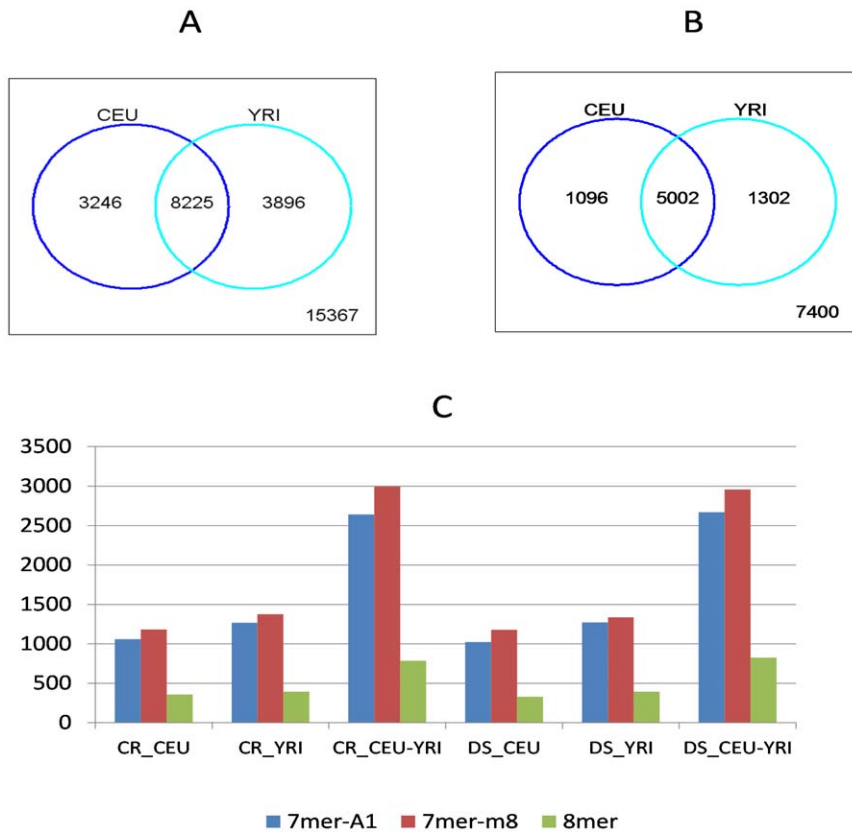 A
B
CEU YRI
3246 8225 3896
15367
CEU YRI
1096 5002 1302
7400
C
3500
3000
2500
2000
1500
1000
500
0
CR_CEU CR_YRI CR_CEU-YRI DS_CEU DS_YRI DS_CEU-YRI
7mer-A1 7mer-m8 8mer